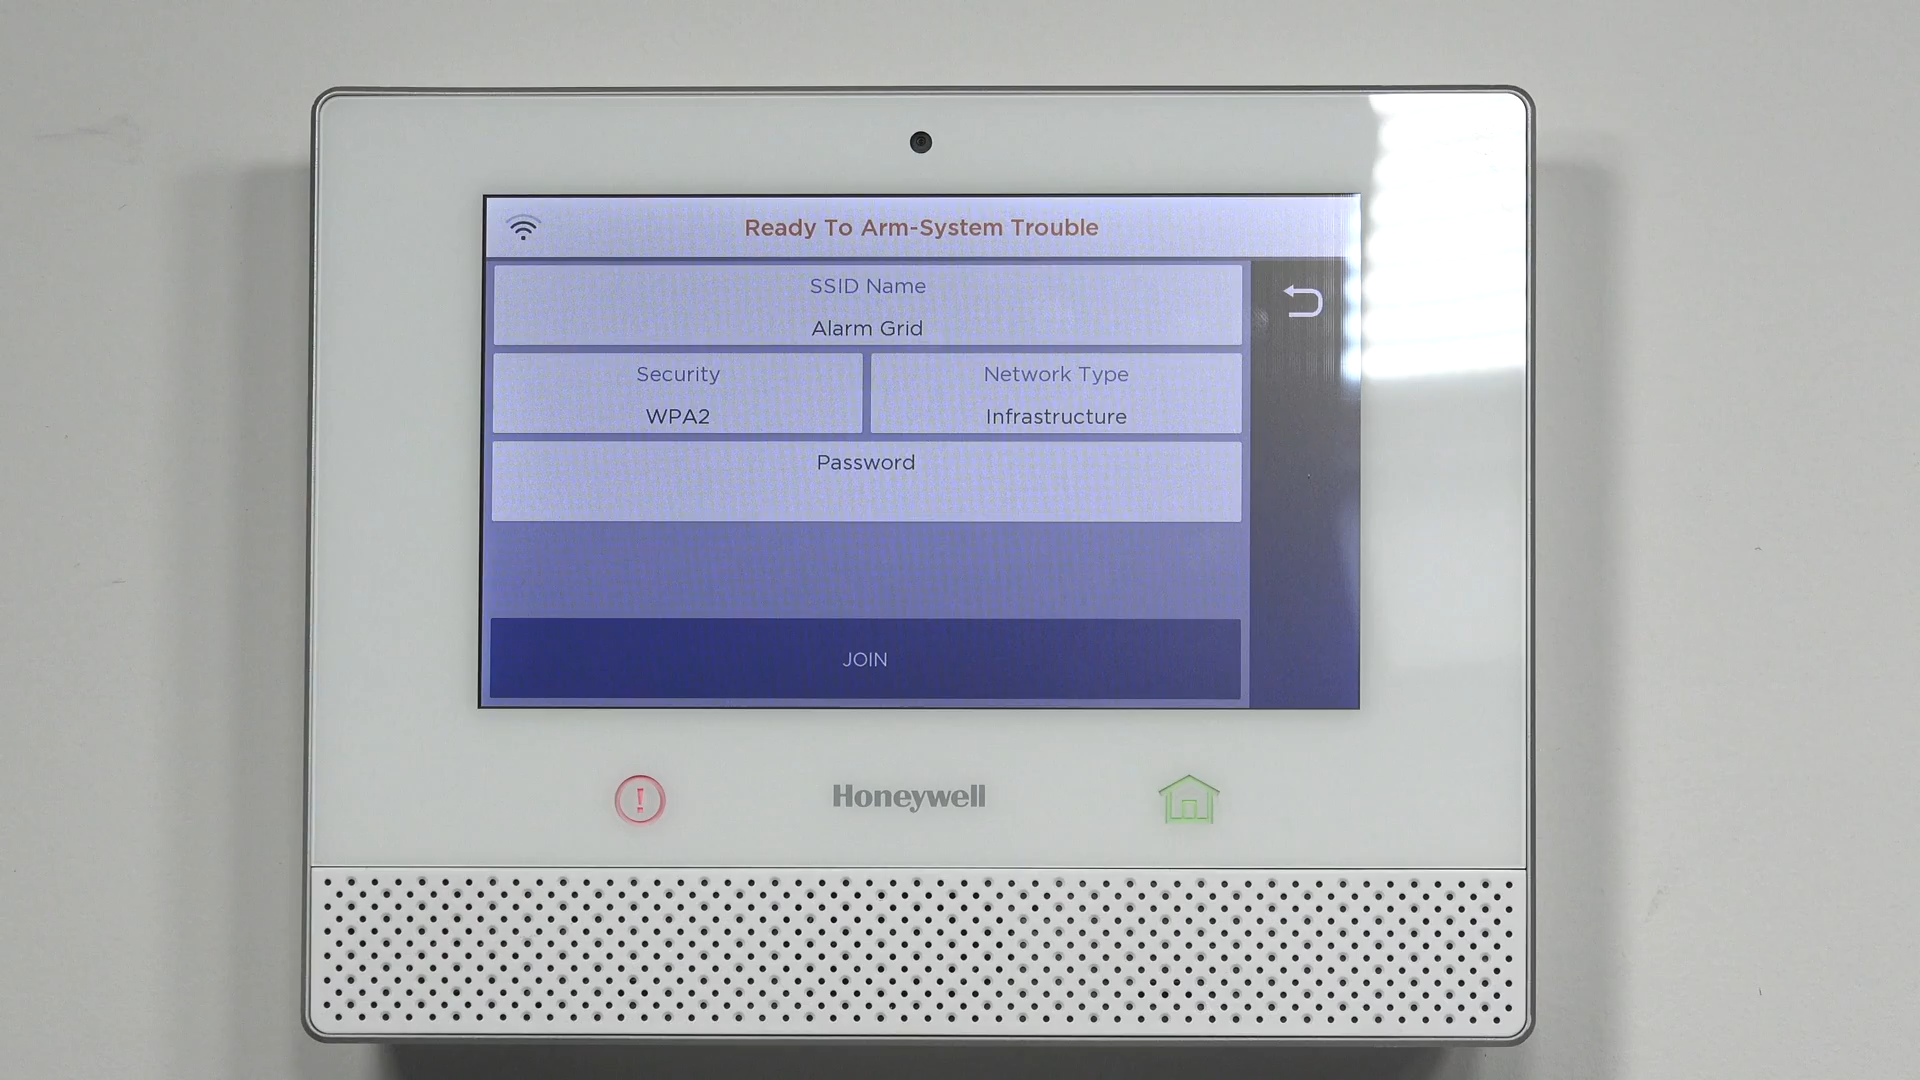 Ready To Arm-System Trouble
SSID Name
Alarm Grid
Security
WPA2
Network Type
Infrastructure
Password
JOIN
Honeywell